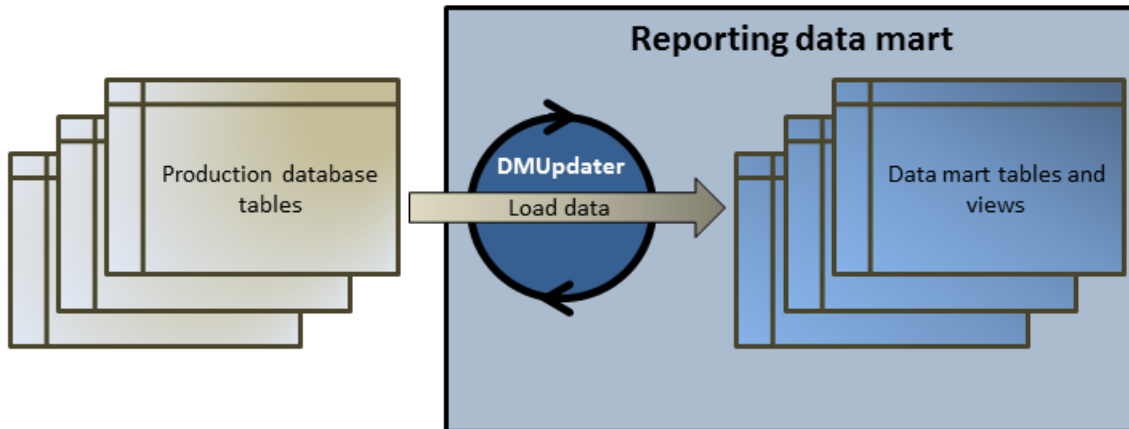 Reporting data mart
Production database
tables
DMUpdater
Load data
Data mart tables and
views